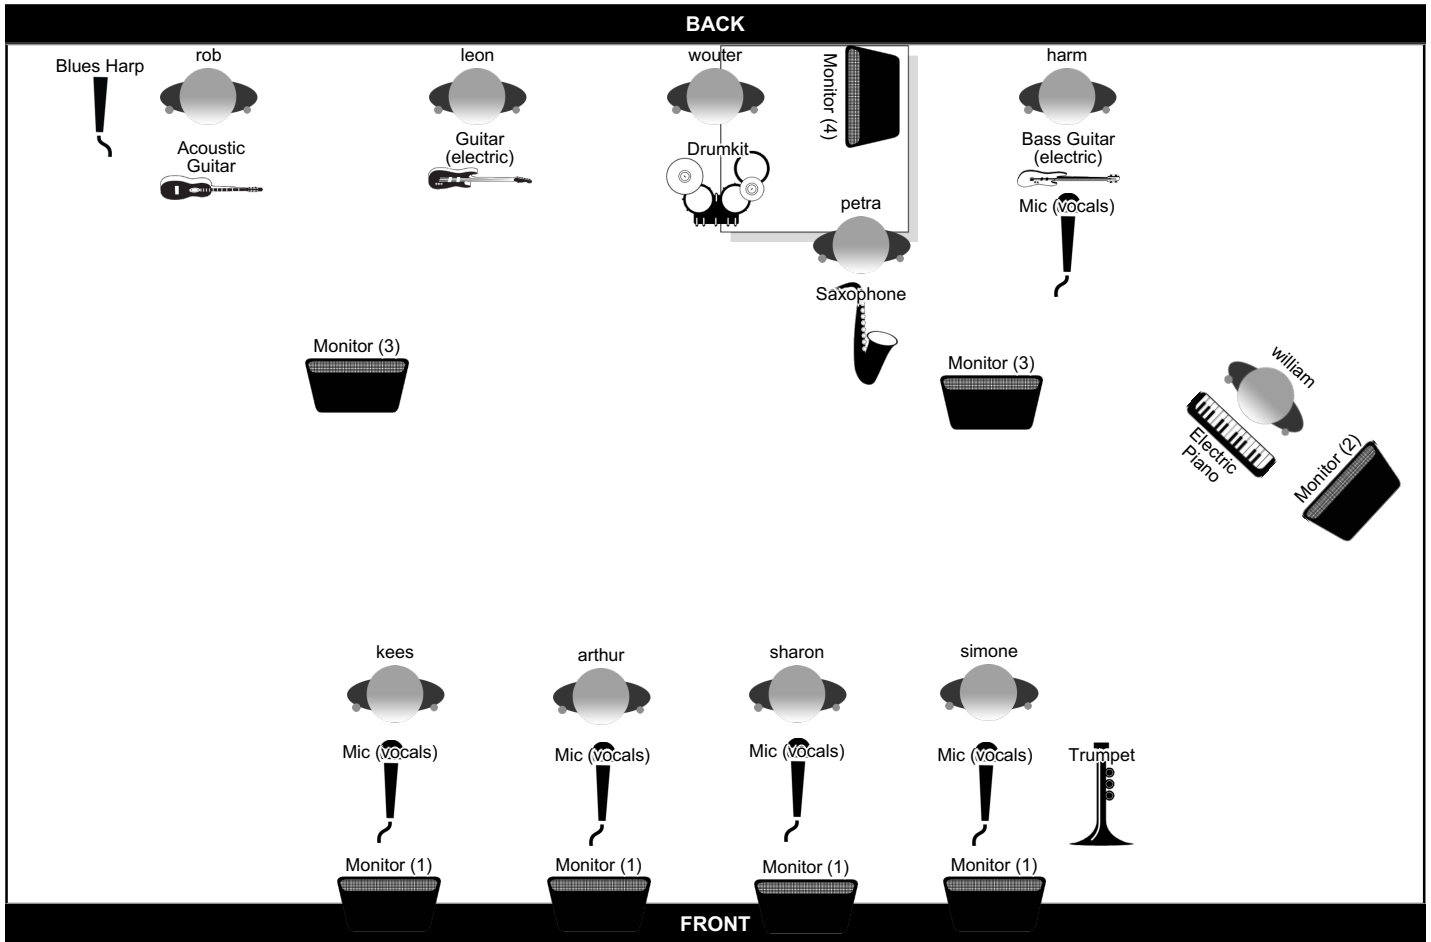 BACK
rob
leon
wouter
harm
Blues Harp
Monitor (4)
Acoustic
Guitar
Guitar
(electric)
Drumkit
Bass Guitar
(electric)
Mic (vocals)
petra
Saxophone
Monitor (3)
Monitor (3)
william
Electric
Piano
Monitor (2)
kees
arthur
sharon
simone
Mic (vocals)
Mic (vocals)
Mic (vocals)
Mic (vocals)
Trumpet
Monitor (1)
Monitor (1)
Monitor (1)
Monitor (1)
FRONT